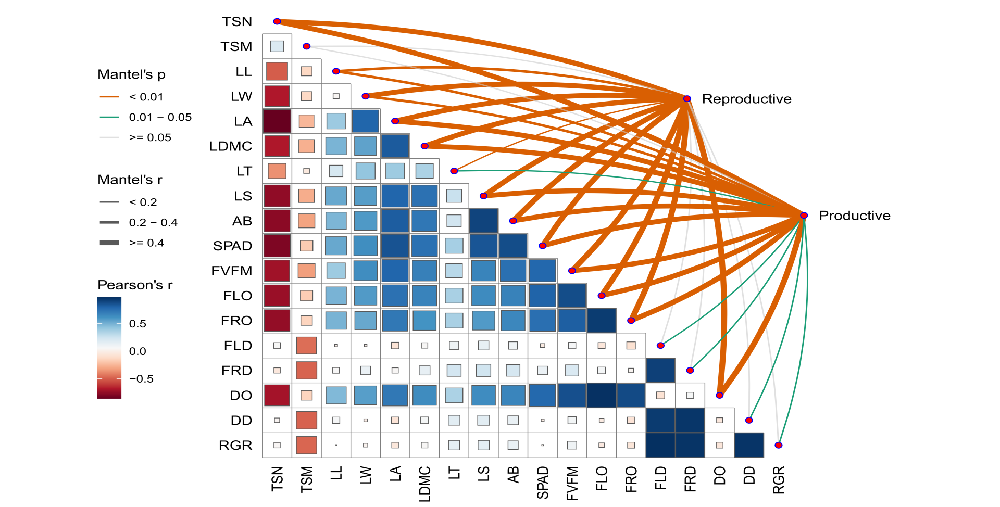 TSN
TSM
LL
LW
LA
LDMC
LT
LS
AB
SPAD
FVFM
FLO
FRO
FLD
FRD
DO
DD
RGR
Mantel's p
< 0.01
0.01 − 0.05
>= 0.05
Mantel's r
< 0.2
0.2 − 0.4
>= 0.4
Pearson's r
0.5
0.0
−0.5
Reproductive
Productive
TSN TSM LL LW LA LDMC LT LS AB SPAD FVFM FLO FRO FLD FRD DO DD RGR